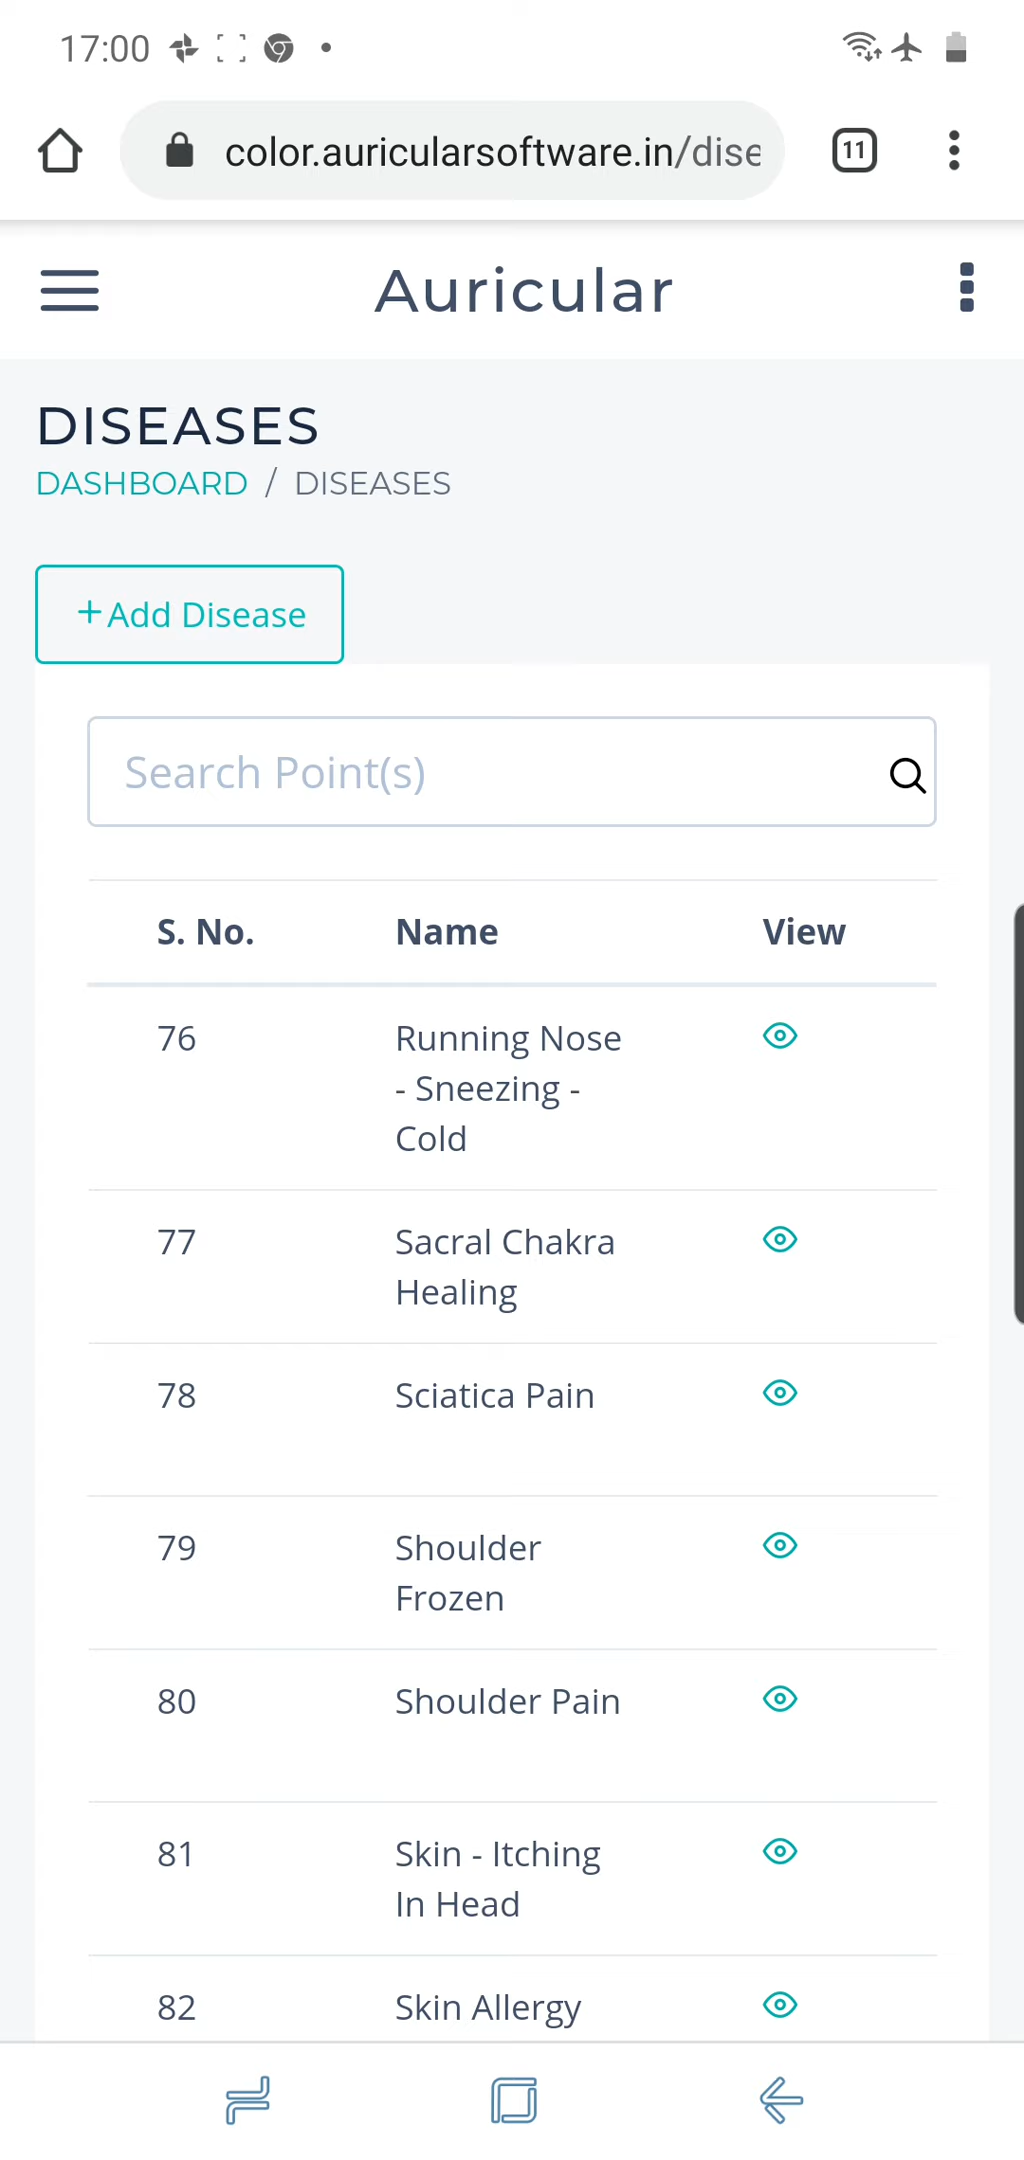 17:00
color.auricularsoftware.in/dise
11
Auricular
DISEASES
DASHBOARD / DISEASES
+Add Disease
Search Point(s)
S. No. Name View
76 Running Nose
- Sneezing -
Cold
77 Sacral Chakra
Healing
78 Sciatica Pain
79 Shoulder
Frozen
80 Shoulder Pain
81 Skin - Itching
In Head
82 Skin Allergy